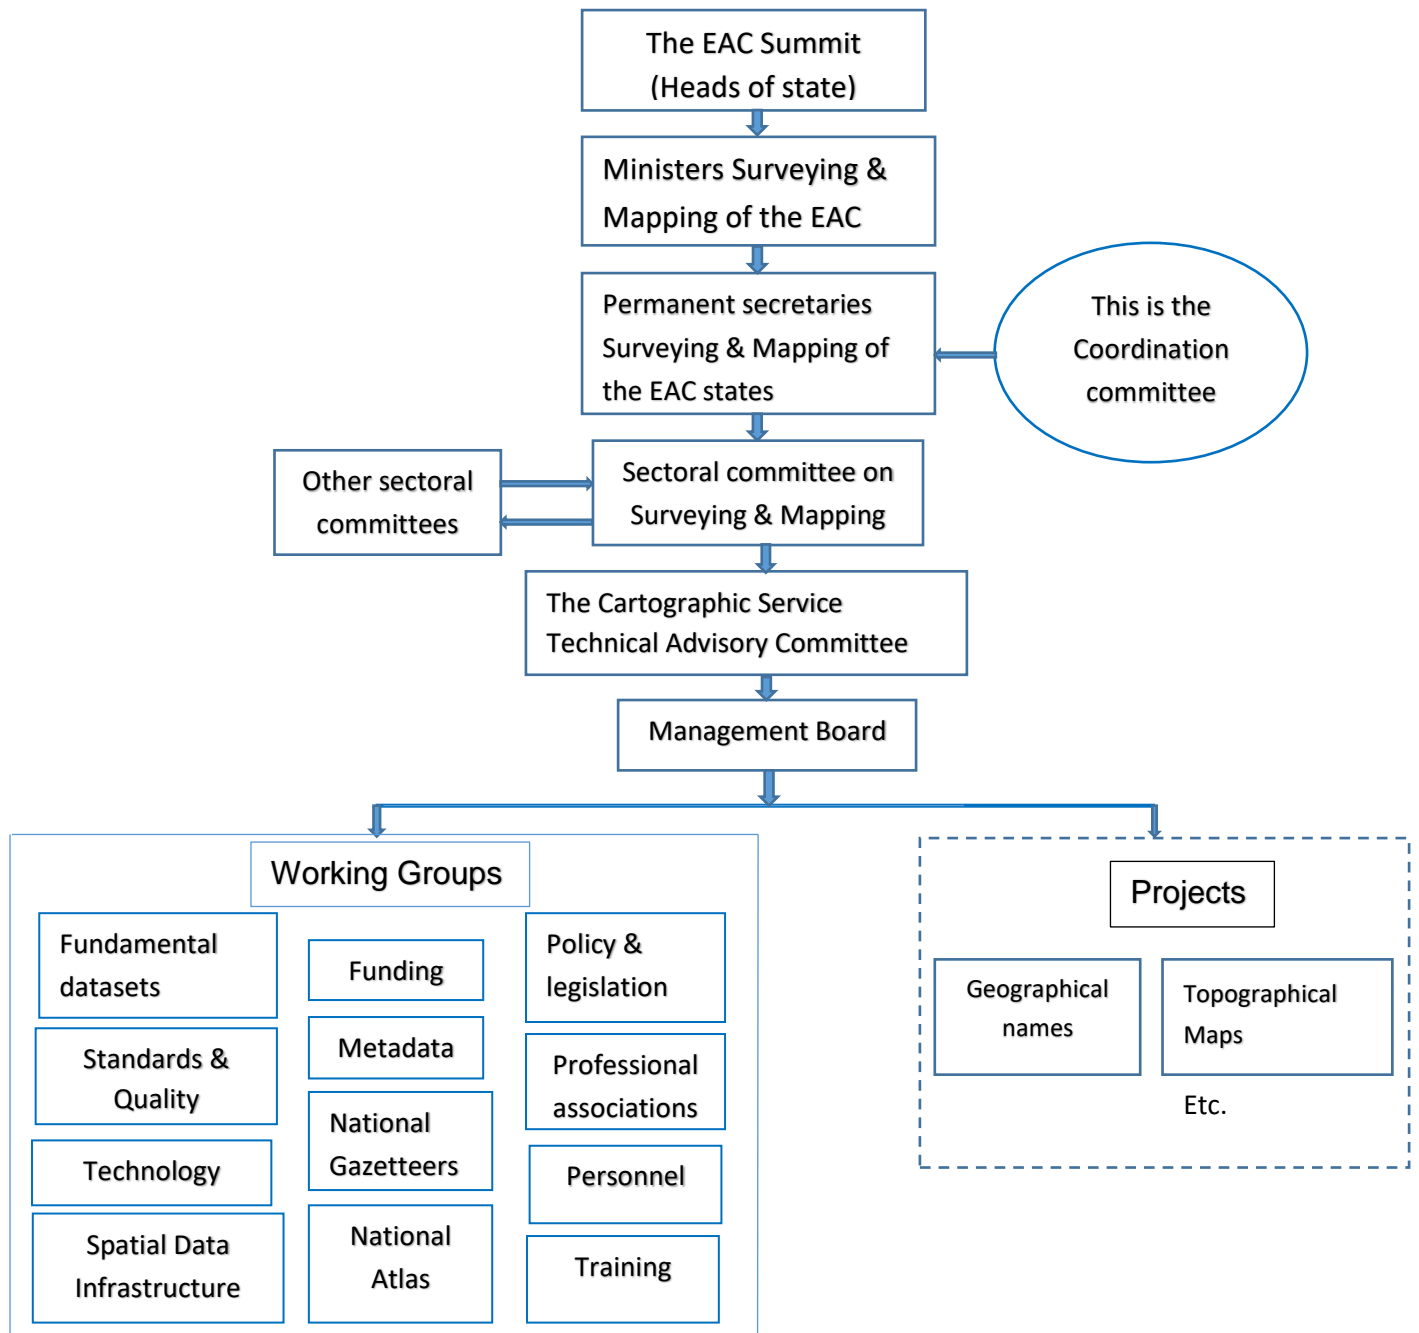 The EAC Summit
(Heads of state)
Ministers Surveying &
Mapping of the EAC
Permanent secretaries
Surveying & Mapping of
the EAC states
This is the
Coordination
committee
Other sectoral
committees
Sectoral committee on
Surveying & Mapping
The Cartographic Service
Technical Advisory Committee
Management Board
Working Groups
Fundamental
datasets
Standards &
Quality
Technology
Spatial Data
Infrastructure
Funding
Metadata
National
Gazetteers
National
Atlas
Policy &
legislation
Professional
associations
Personnel
Training
Projects
Geographical
names
Topographical
Maps
Etc.